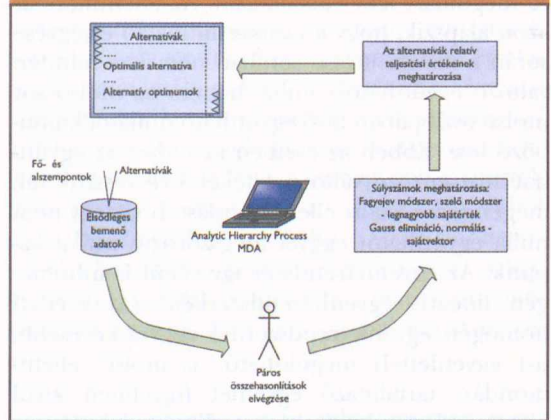 Alternatívák
....
Optimális alternatíva
....
Alternatív optimumok
....
Az alternatívák relatív
teljesítési értékeinek
meghatározása
Fő- és
alszempontok
Alternatívák
Elsődleges
bemenő
adatok
Analytic Hierarchy Process
MDA
Súlyszámok meghatározása:
Fagyejev módszer, szelő módszer
legnagyobb sajátérték
Gauss elimináció, normálás -
sajátvektor
Páros
összehasonlítások
elvégzése